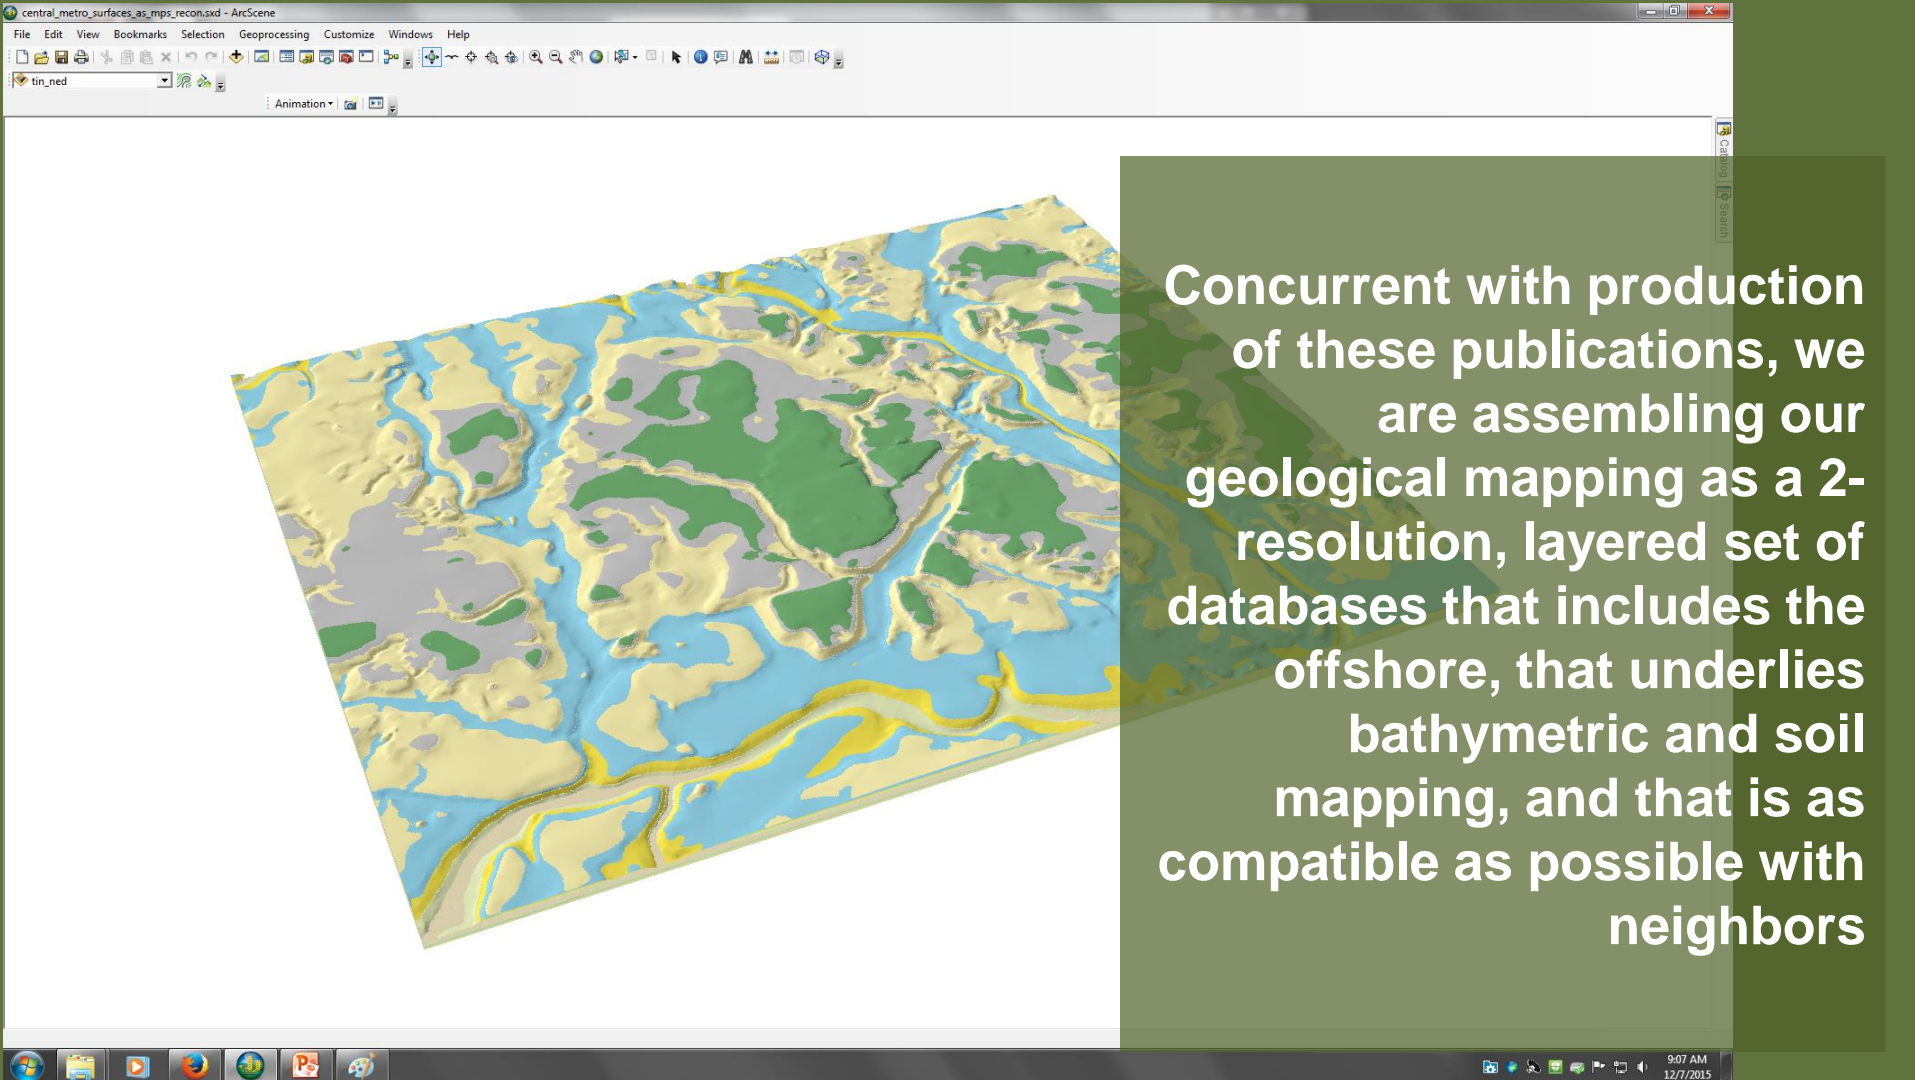 central_metro_surfaces_as_mps_recon.sxd - ArcScene
File Edit View Bookmarks Selection Geoprocessing Customize Windows Help
tin_ned
Animation
Catalog
Search
Concurrent with production
of these publications, we
are assembling our
geological mapping as a 2-
resolution, layered set of
databases that includes the
offshore, that underlies
bathymetric and soil
mapping, and that is as
compatible as possible with
neighbors
9:07 AM
12/7/2015